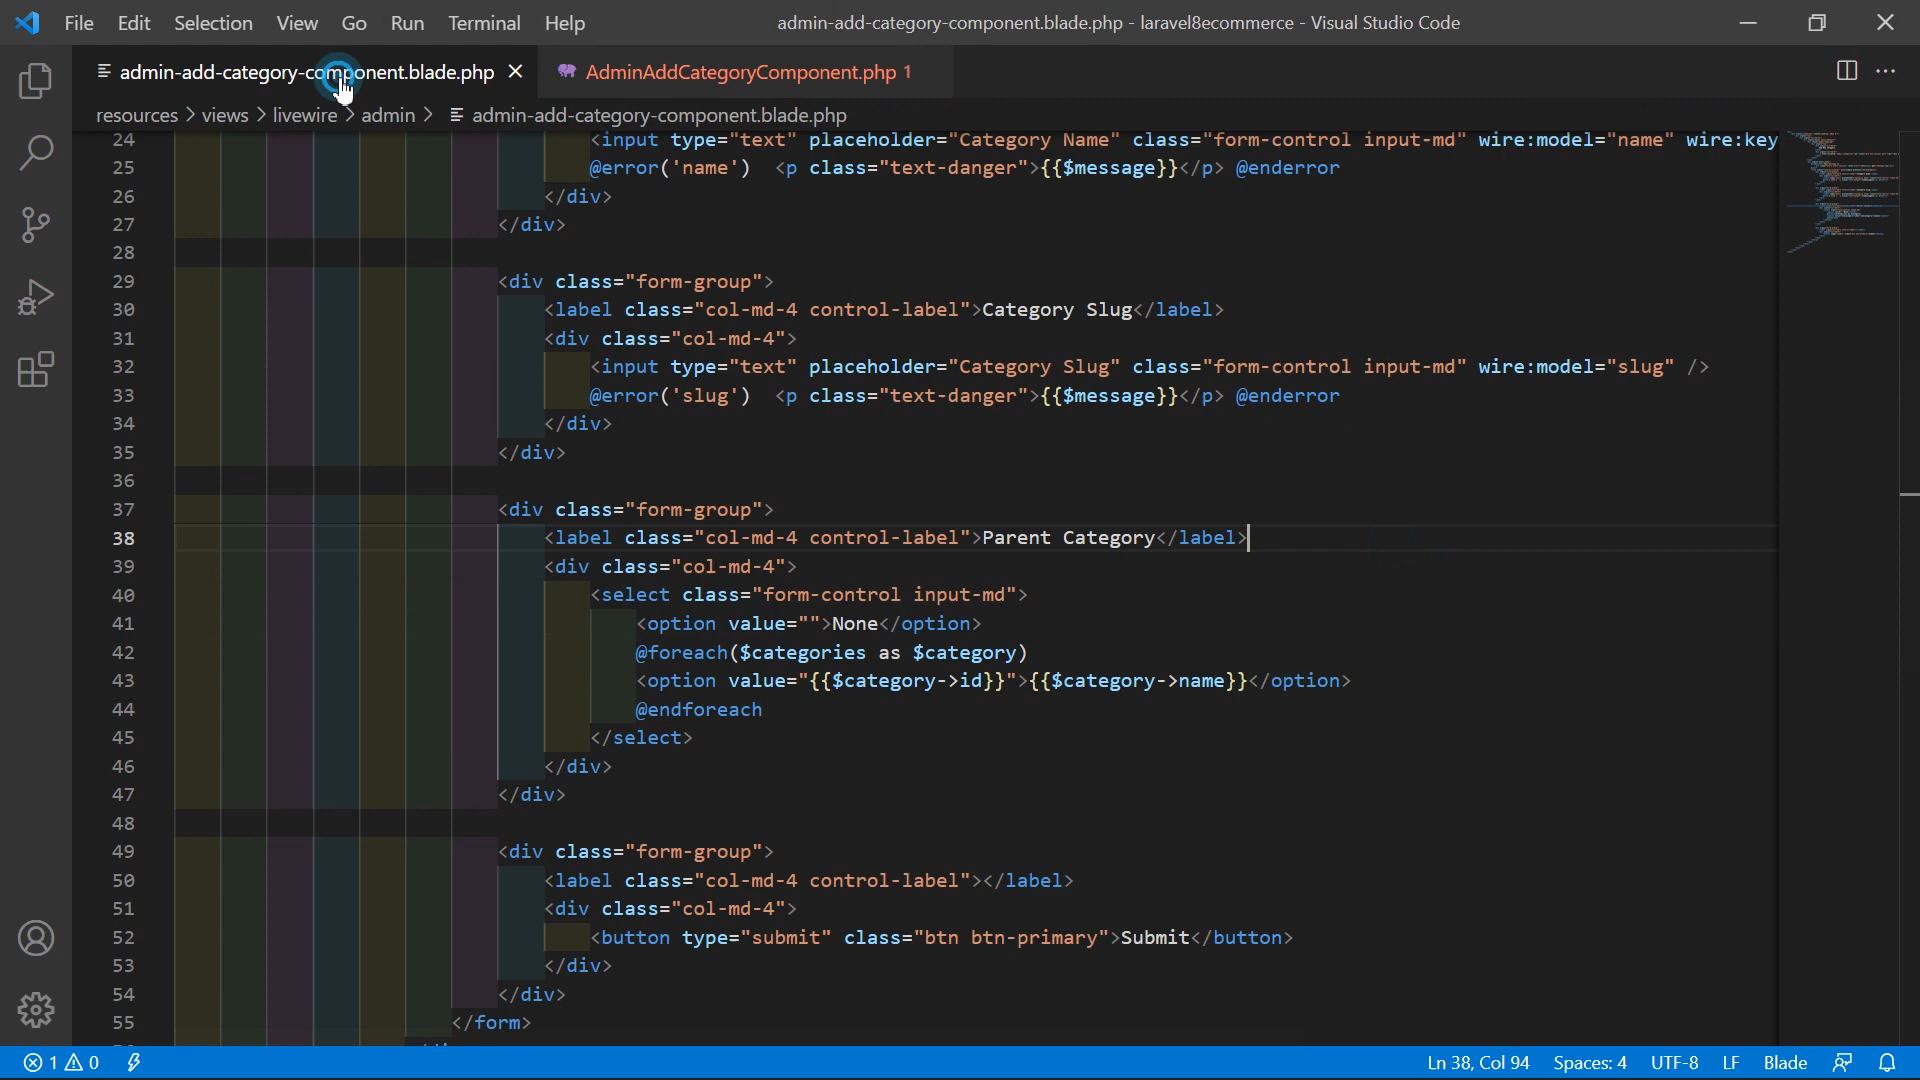 File Edit Selection View Go Run Terminal Help admin-add-category-component.blade.php - laravel8ecommerce - Visual Studio Code
admin-add-category-component.blade.php AdminAddCategoryComponent.php 1
resources > views > livewire > admin > admin-add-category-component.blade.php
24 <input type="text" placeholder="Category Name" class="form-control input-md" wire:model="name" wire:key
25 @error('name') <p class="text-danger">{{$message}}</p> @enderror
26 </div>
27 </div>
28
29 <div class="form-group">
30 <label class="col-md-4 control-label">Category Slug</label>
31 <div class="col-md-4">
32 <input type="text" placeholder="Category Slug" class="form-control input-md" wire:model="slug" />
33 @error('slug') <p class="text-danger">{{$message}}</p> @enderror
34 </div>
35 </div>
36
37 <div class="form-group">
38 <label class="col-md-4 control-label">Parent Category</label>
39 <div class="col-md-4">
40 <select class="form-control input-md">
41 <option value="">None</option>
42 @foreach($categories as $category)
43 <option value="{{$category->id}}">{{$category->name}}</option>
44 @endforeach
45 </select>
46 </div>
47 </div>
48
49 <div class="form-group">
50 <label class="col-md-4 control-label"></label>
51 <div class="col-md-4">
52 <button type="submit" class="btn btn-primary">Submit</button>
53 </div>
54 </div>
55 </form>
1 0 Ln 38, Col 94 Spaces: 4 UTF-8 LF Blade